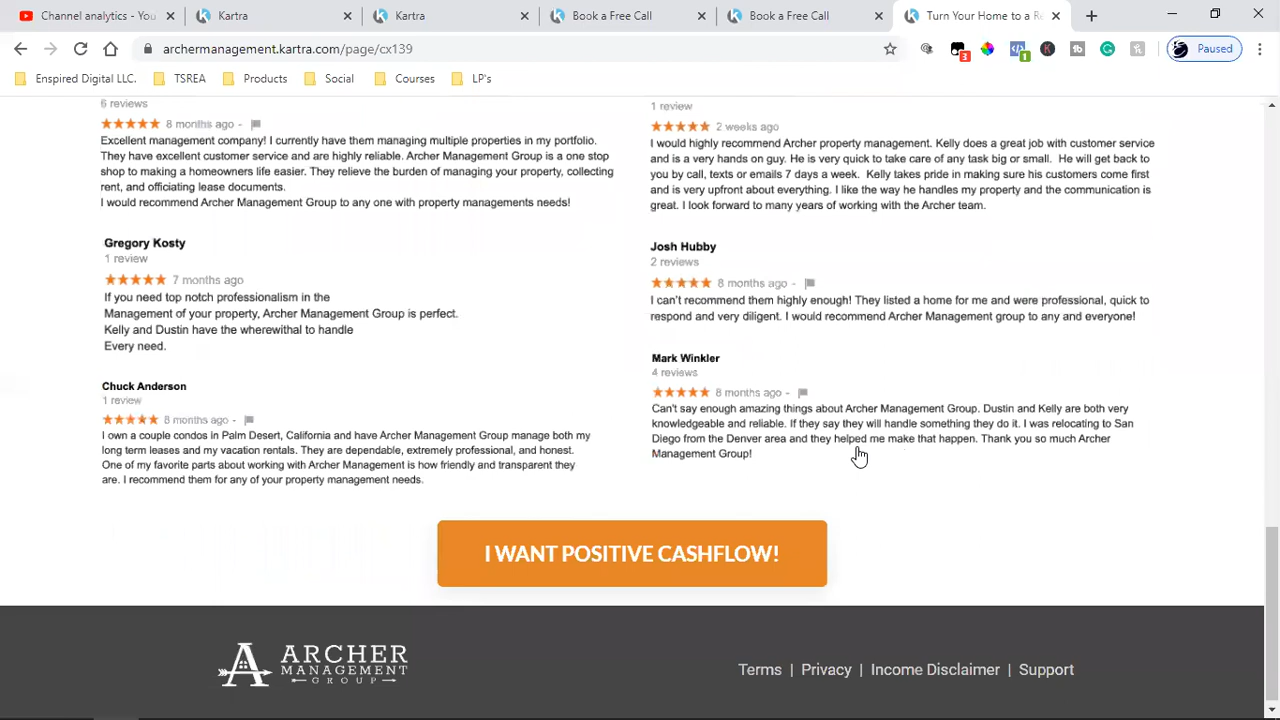 Channel analytics - You
Kartra
Kartra
Book a Free Call
Book a Free Call
Turn Your Home to a Re
archermanagement.kartra.com/page/cx139
3
1
Paused
Enspired Digital LLC.
TSREA
Products
Social
Courses
LP's
6 reviews
8 months ago -
Excellent management company! I currently have them managing multiple properties in my portfolio.
They have excellent customer service and are highly reliable. Archer Management Group is a one stop
shop to making a homeowners life easier. They relieve the burden of managing your property, collecting
rent, and officiating lease documents.
I would recommend Archer Management Group to any one with property managements needs!
Gregory Kosty
1 review
7 months ago
If you need top notch professionalism in the
Management of your property, Archer Management Group is perfect.
Kelly and Dustin have the wherewithal to handle
Every need.
Chuck Anderson
1 review
8 months ago -
I own a couple condos in Palm Desert, California and have Archer Management Group manage both my
long term leases and my vacation rentals. They are dependable, extremely professional, and honest.
One of my favorite parts about working with Archer Management is how friendly and transparent they
are. I recommend them for any of your property management needs.
1 review
2 weeks ago
I would highly recommend Archer property management. Kelly does a great job with customer service
and is a very hands on guy. He is very quick to take care of any task big or small. He will get back to
you by call, texts or emails 7 days a week. Kelly takes pride in making sure his customers come first
and is very upfront about everything. I like the way he handles my property and the communication is
great. I look forward to many years of working with the Archer team.
Josh Hubby
2 reviews
8 months ago -
I can't recommend them highly enough! They listed a home for me and were professional, quick to
respond and very diligent. I would recommend Archer Management group to any and everyone!
Mark Winkler
4 reviews
8 months ago -
Can't say enough amazing things about Archer Management Group. Dustin and Kelly are both very
knowledgeable and reliable. If they say they will handle something they do it. I was relocating to San
Diego from the Denver area and they helped me make that happen. Thank you so much Archer
Management Group!
I WANT POSITIVE CASHFLOW!
ARCHER
MANAGEMENT
GROUP
Terms | Privacy | Income Disclaimer | Support